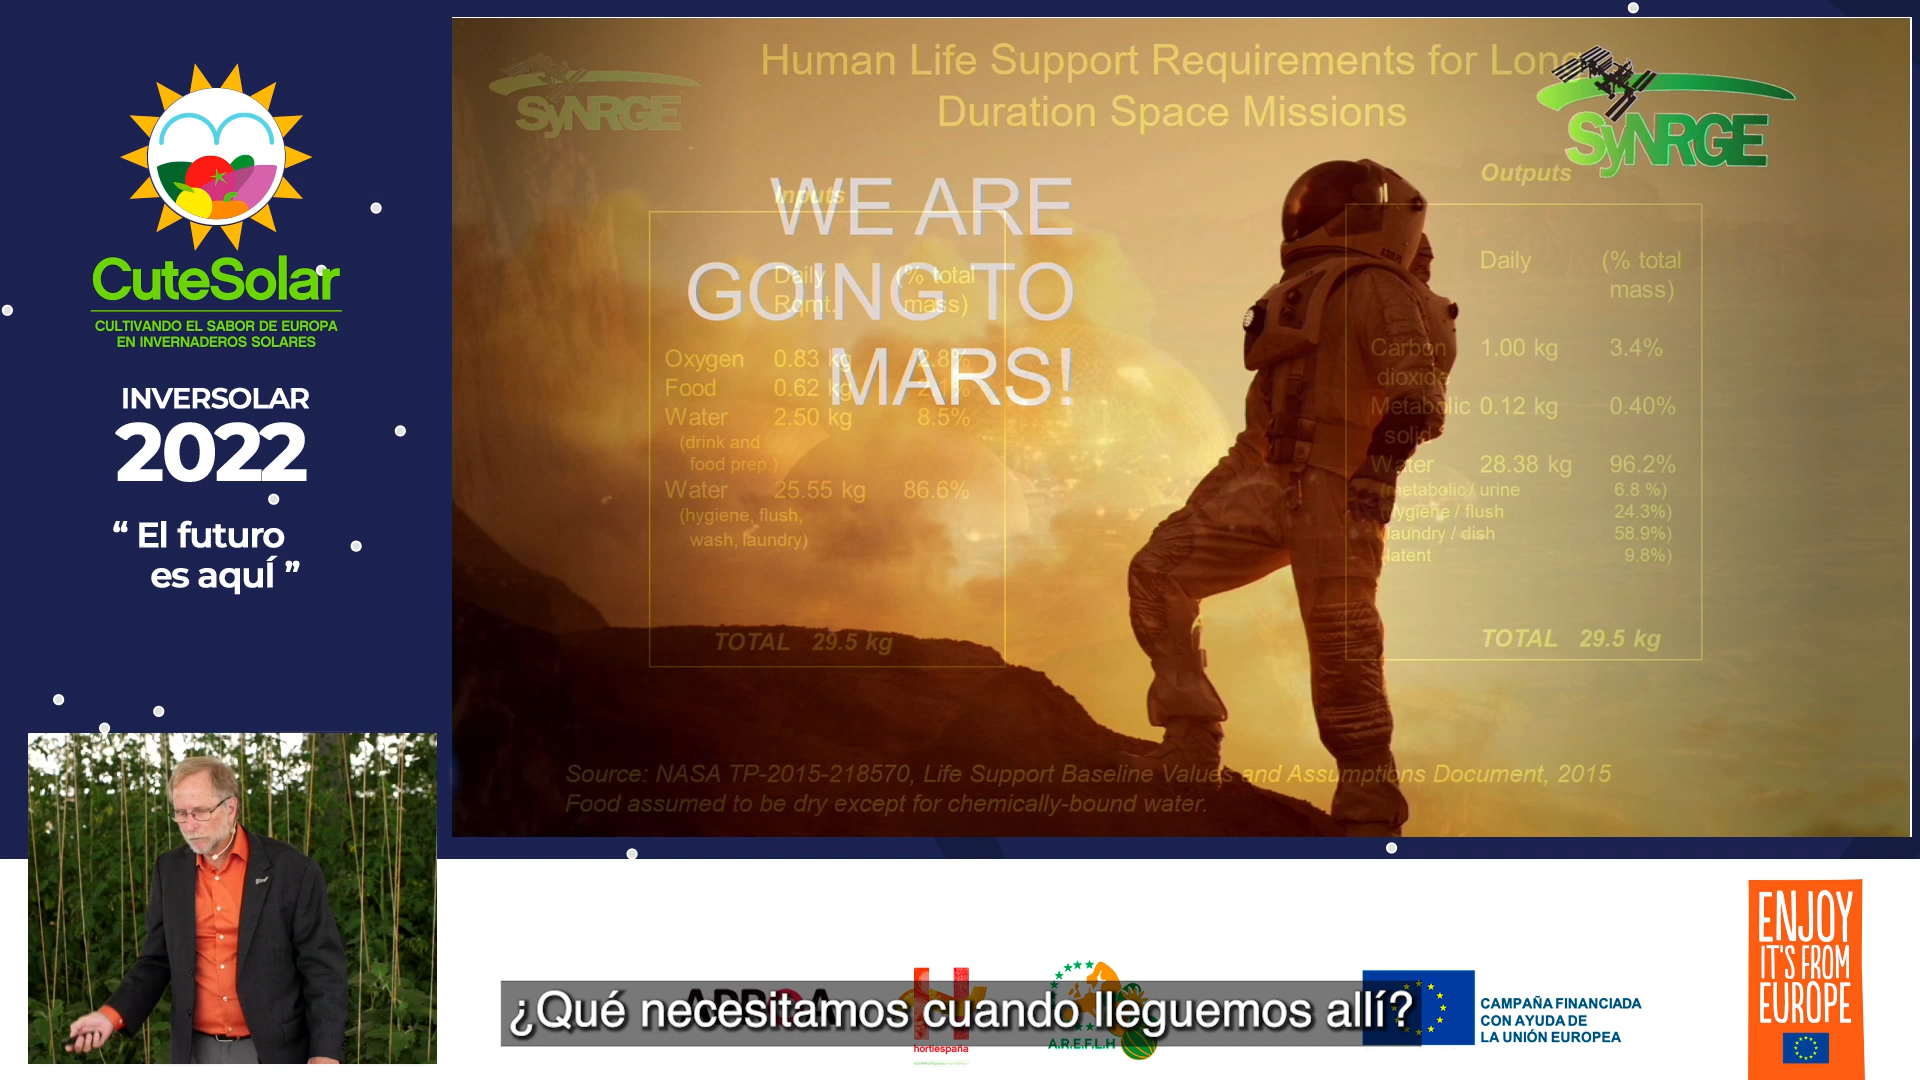 CuteSolar
CULTIVANDO EL SABOR DE EUROPA
EN INVERNADEROS SOLARES
INVERSOLAR
2022
“ El futuro
es aquÍ ”
Human Life Support Requirements for Long
Duration Space Missions
SyNRGE
SyNRGE
WE ARE
GOING TO
MARS!
Inputs
Daily (% total
Rqmt. mass)
Oxygen 0.83 kg 2.8%
Food 0.62 kg 2.1%
Water 2.50 kg 8.5%
(drink and
food prep.)
Water 25.55 kg 86.6%
(hygiene, flush,
wash, laundry)
TOTAL 29.5 kg
Outputs
Daily (% total
mass)
Carbon 1.00 kg 3.4%
dioxide
Metabolic 0.12 kg 0.40%
solid
Water 28.38 kg 96.2%
(metabolic / urine 6.8 %)
hygiene / flush 24.3%)
laundry / dish 58.9%)
latent 9.8%)
TOTAL 29.5 kg
Source: NASA TP-2015-218570, Life Support Baseline Values and Assumptions Document, 2015
Food assumed to be dry except for chemically-bound water.
¿Qué necesitamos cuando lleguemos allí?
hortiespaña
A.R.E.F.L.H
CAMPAÑA FINANCIADA
CON AYUDA DE
LA UNIÓN EUROPEA
ENJOY
IT'S FROM
EUROPE